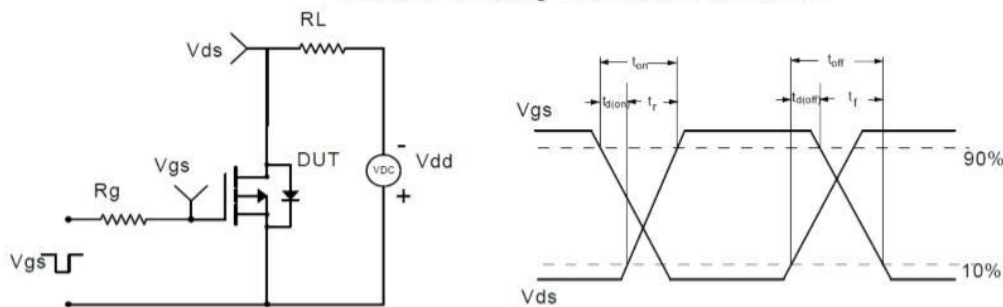 RL
Vds
Vgs
DUT
Rg
VDC
-
Vdd
+
Vgs
ton
toff
td(on)
tr
td(off)
tf
Vgs
90%
10%
Vds